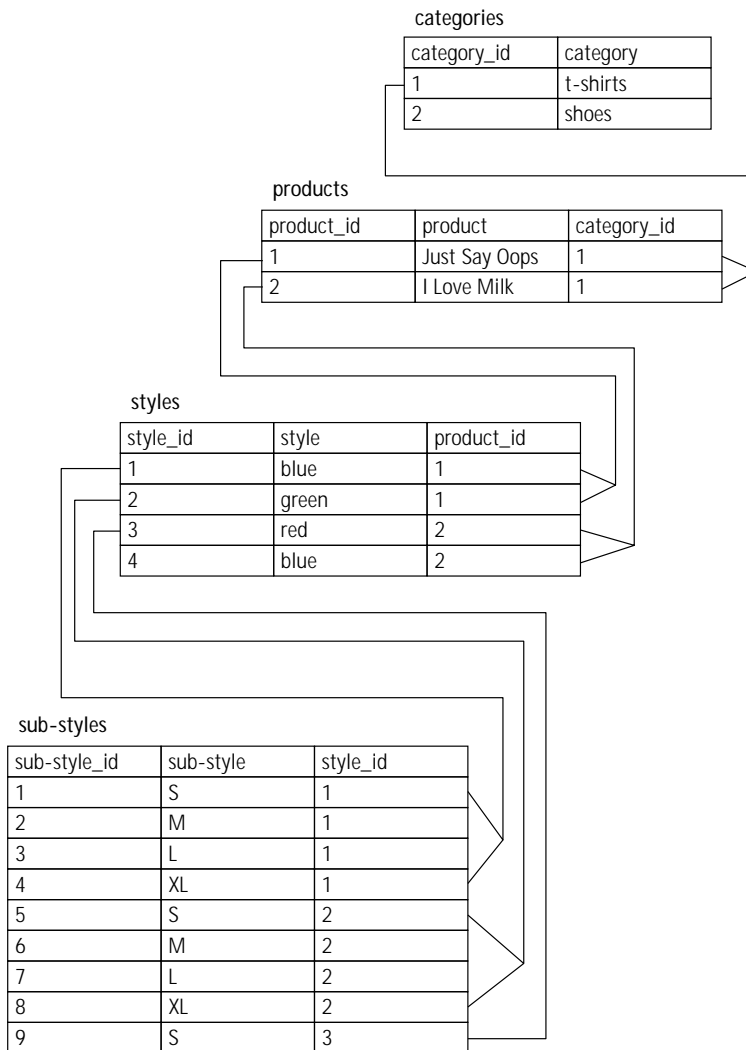 categories
category_id category
1 t-shirts
2 shoes
products
product_id product category_id
1 Just Say Oops 1
2 I Love Milk 1
styles
style_id style product_id
1 blue 1
2 green 1
3 red 2
4 blue 2
sub-styles
sub-style_id sub-style style_id
1 S 1
2 M 1
3 L 1
4 XL 1
5 S 2
6 M 2
7 L 2
8 XL 2
9 S 3